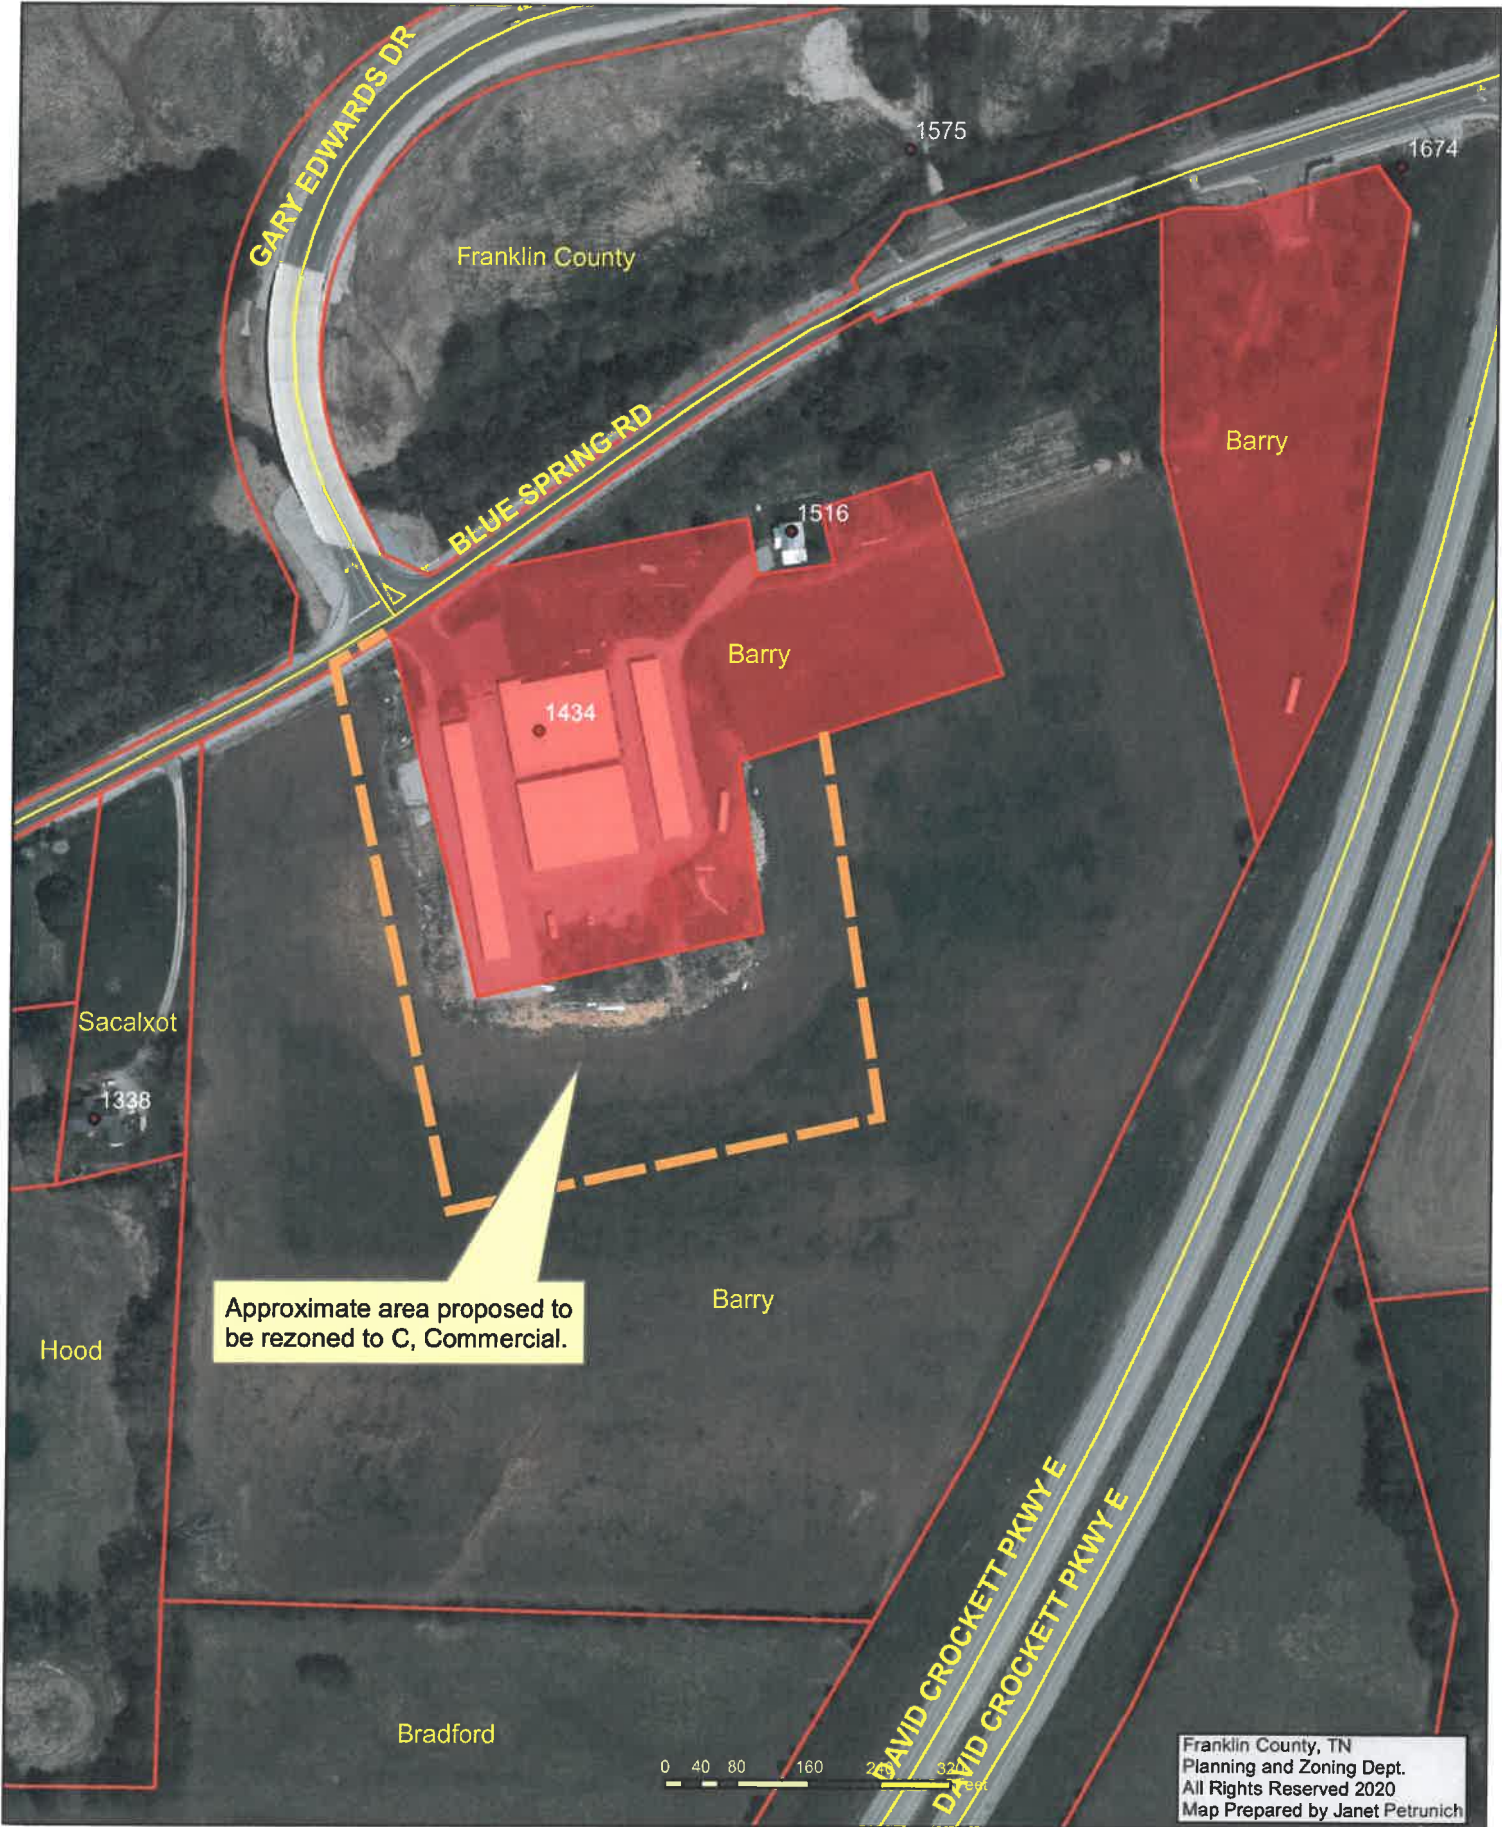 GARY EDWARDS DR
1575
1674
Franklin County
BLUE SPRING RD
Barry
1516
Barry
1434
Sacalxot
1338
Approximate area proposed to
be rezoned to C, Commercial.
Barry
Hood
DAVID CROCKETT PKWY E
DAVID CROCKETT PKWY E
Bradford
0 40 80 160 240 320
Feet
Franklin County, TN
Planning and Zoning Dept.
All Rights Reserved 2020
Map Prepared by Janet Petrunich